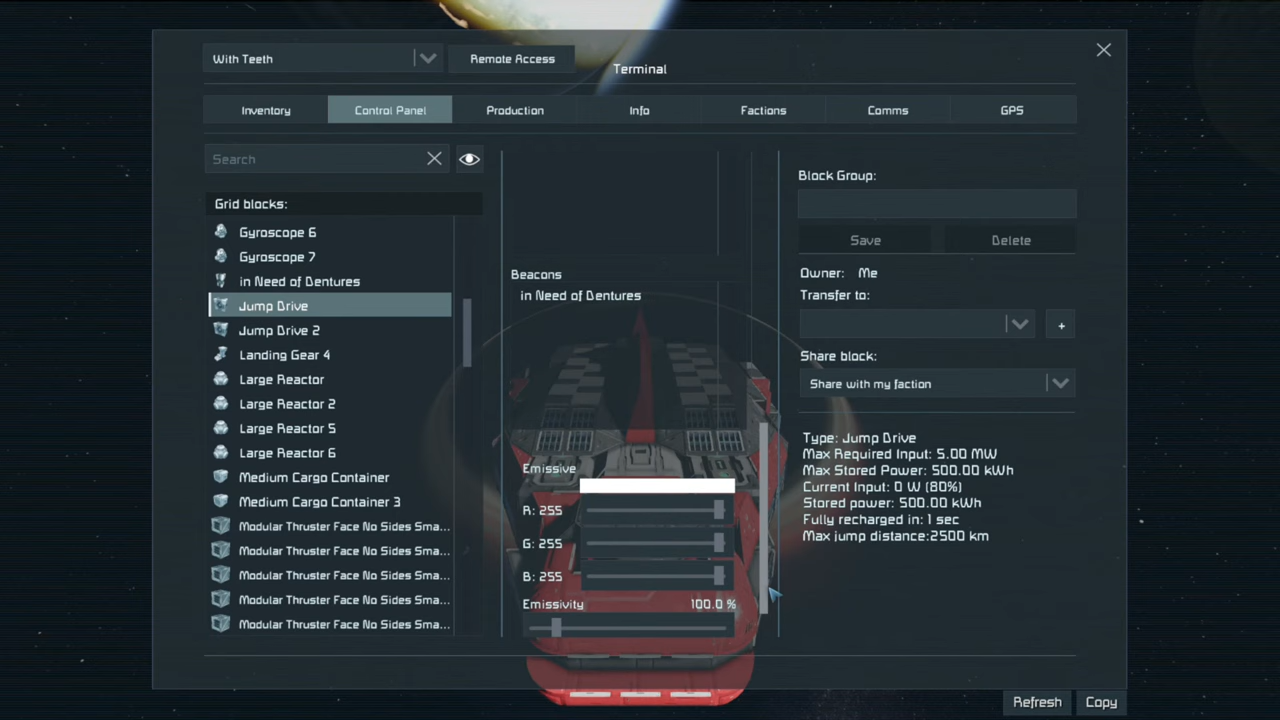 With Teeth
Remote Access
Terminal
Inventory
Control Panel
Production
Info
Factions
Comms
GPS
Search
Grid blocks:
Gyroscope 6
Gyroscope 7
in Need of Dentures
Jump Drive
Jump Drive 2
Landing Gear 4
Large Reactor
Large Reactor 2
Large Reactor 5
Large Reactor 6
Medium Cargo Container
Medium Cargo Container 3
Modular Thruster Face No Sides Sma...
Modular Thruster Face No Sides Sma...
Modular Thruster Face No Sides Sma...
Modular Thruster Face No Sides Sma...
Modular Thruster Face No Sides Sma...
Beacons
in Need of Dentures
Emissive
R: 255
G: 255
B: 255
Emissivity 100.0 %
Block Group:
Save
Delete
Owner: Me
Transfer to:
+
Share block:
Share with my faction
Type: Jump Drive
Max Required Input: 5.00 MW
Max Stored Power: 500.00 kWh
Current Input: 0 W (80%)
Stored power: 500.00 kWh
Fully recharged in: 1 sec
Max jump distance:2500 km
Refresh
Copy